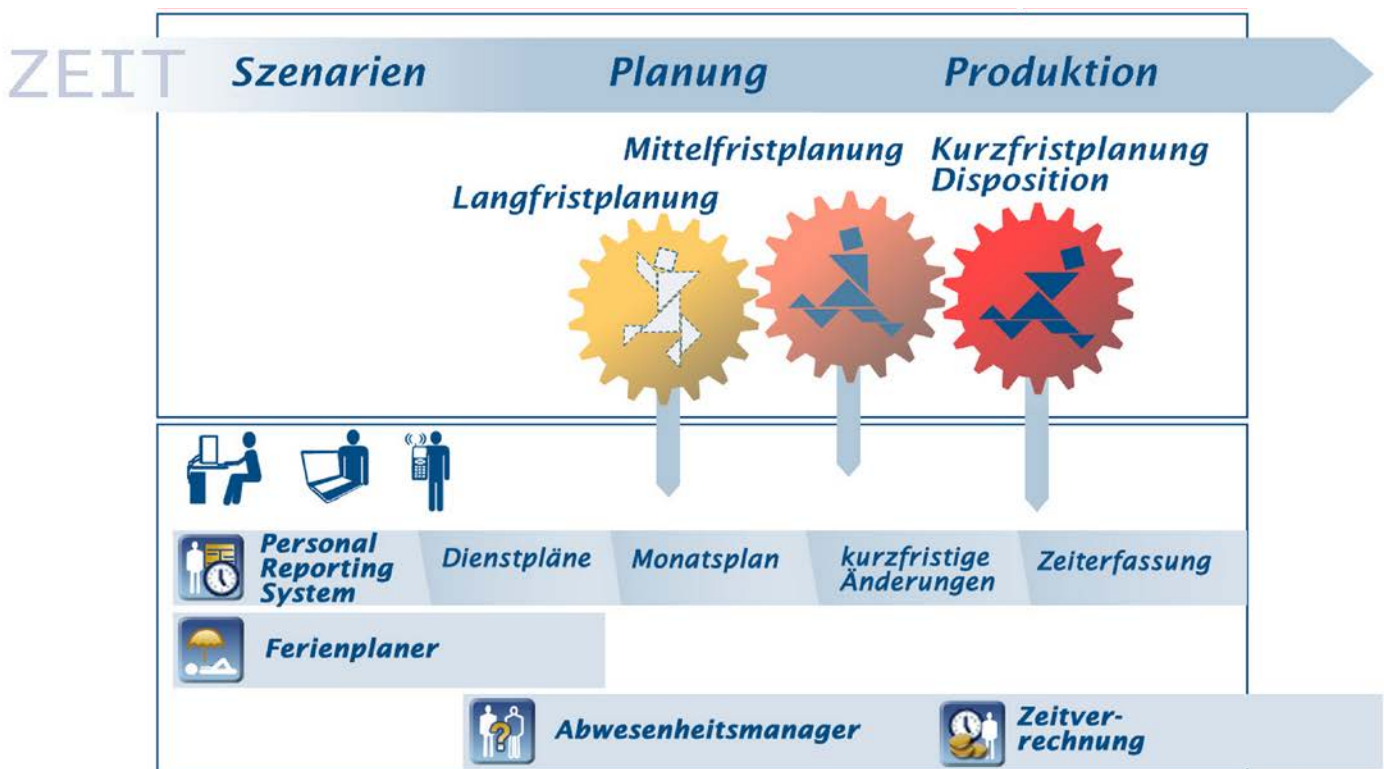 ZEIT
Szenarien
Planung
Produktion
Mittelfristplanung
Kurzfristplanung
Disposition
Langfristplanung
Personal
Reporting
System
Dienstpläne
Monatsplan
kurzfristige
Änderungen
Zeiterfassung
Ferienplaner
Abwesenheitsmanager
Zeitver-
rechnung